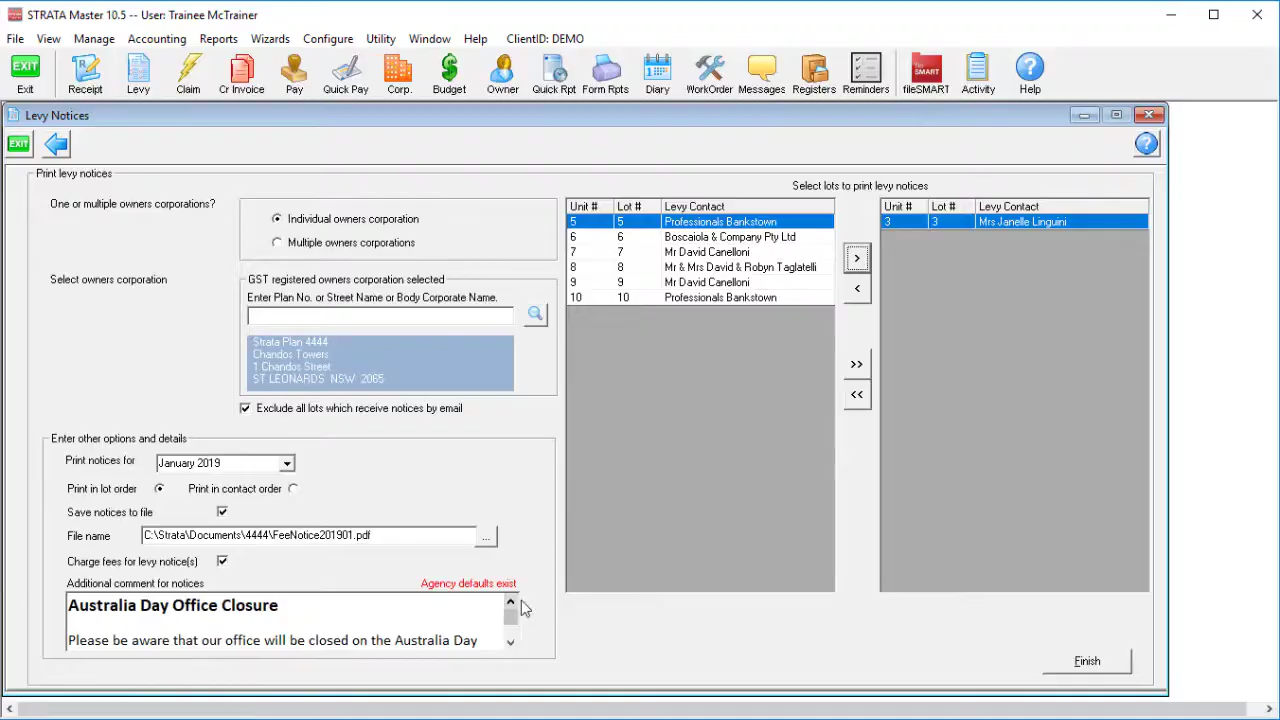 STRATA Master 10.5 -- User: Trainee McTrainer
File View Manage Accounting Reports Wizards Configure Utility Window Help ClientID: DEMO
EXIT
SMART
Exit Receipt Levy Claim Cr Invoice Pay Quick Pay Corp. Budget Owner Quick Rpt Form Rpts Diary WorkOrder Messages Registers Reminders fileSMART Activity Help
Levy Notices
EXIT
Print levy notices
One or multiple owners corporations?
Individual owners corporation
Multiple owners corporations
Select owners corporation
GST registered owners corporation selected
Enter Plan No. or Street Name or Body Corporate Name.
Strata Plan 4444
Chandos Towers
1 Chandos Street
ST LEONARDS NSW 2065
Exclude all lots which receive notices by email
Enter other options and details
Print notices for January 2019
Print in lot order Print in contact order
Save notices to file
File name C:\Strata\Documents\4444\FeeNotice201901.pdf ...
Charge fees for levy notice(s)
Additional comment for notices Agency defaults exist
Australia Day Office Closure
Please be aware that our office will be closed on the Australia Day
Select lots to print levy notices
Unit # Lot # Levy Contact
5 5 Professionals Bankstown
6 6 Boscaiola & Company Pty Ltd
7 7 Mr David Canelloni
8 8 Mr & Mrs David & Robyn Taglatelli
9 9 Mr David Canelloni
10 10 Professionals Bankstown
>
<
>>
<<
Unit # Lot # Levy Contact
3 3 Mrs Janelle Linguini
Finish